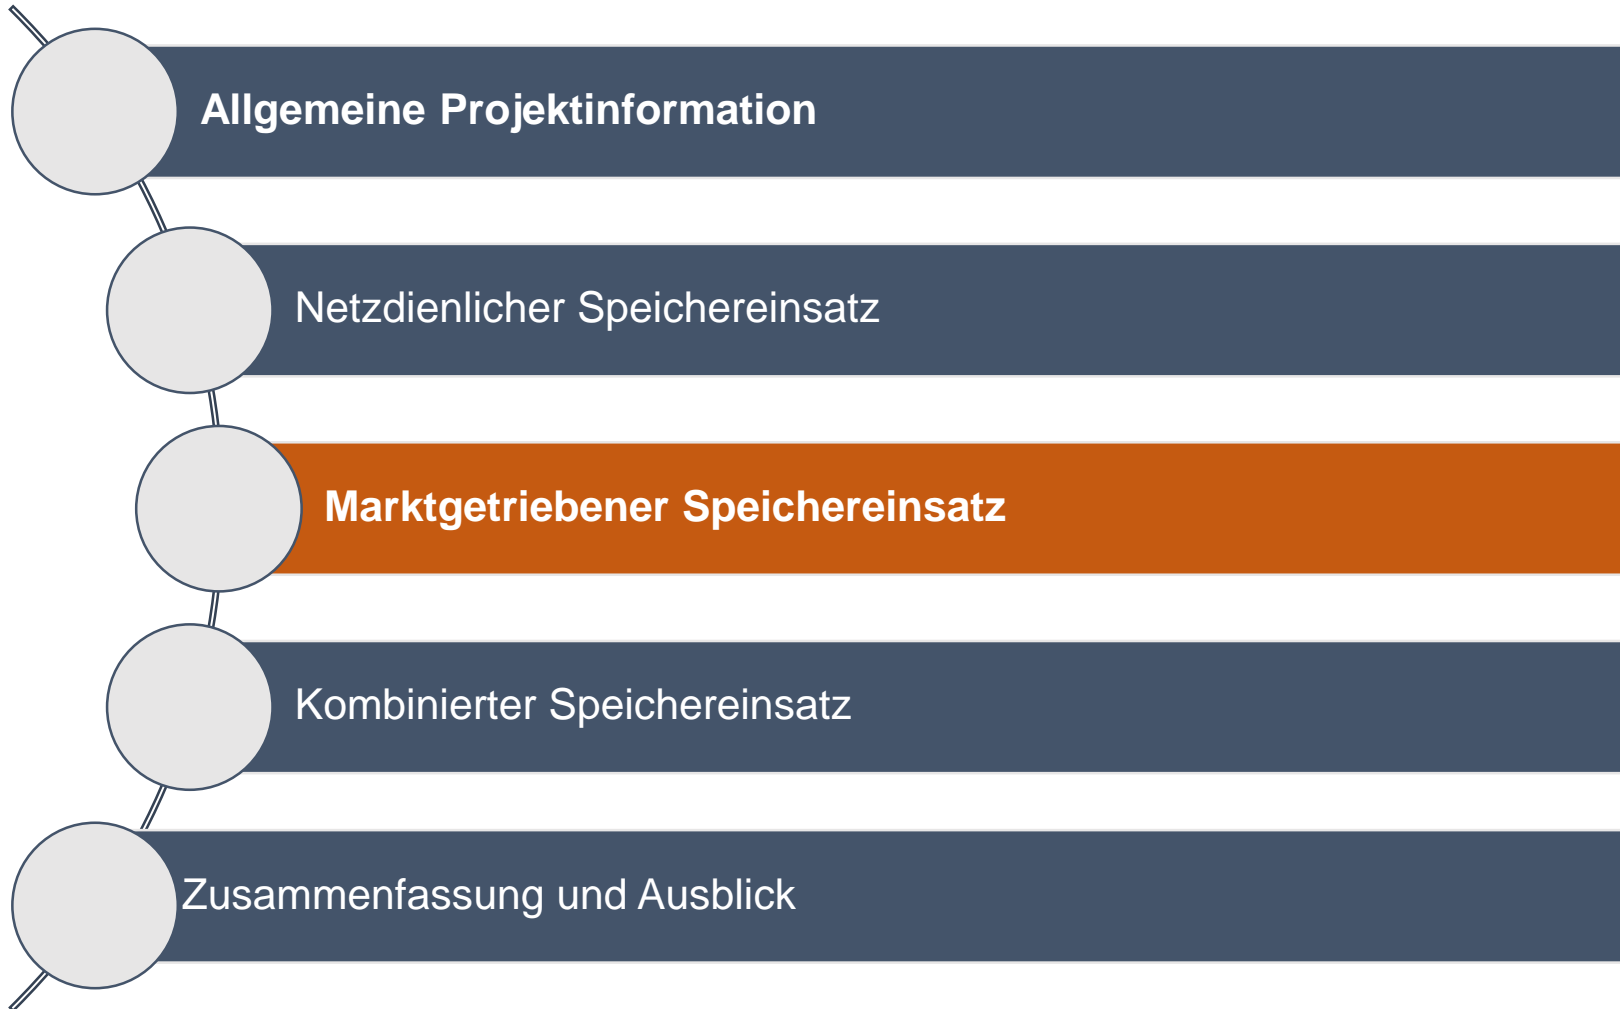 Allgemeine Projektinformation
Netzdienlicher Speichereinsatz
Marktgetriebener Speichereinsatz
Kombinierter Speichereinsatz
Zusammenfassung und Ausblick